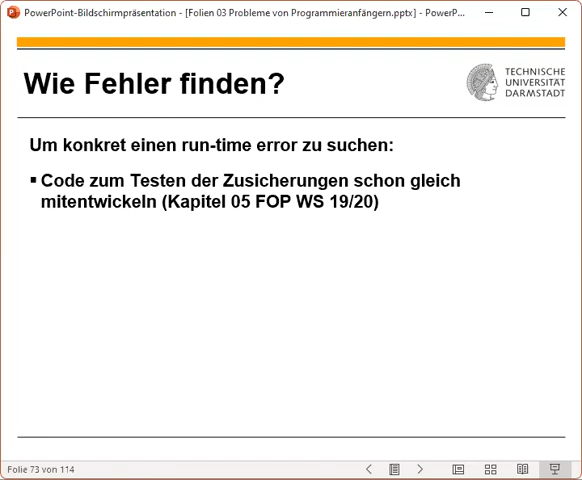 PowerPoint-Bildschirmpräsentation - [Folien 03 Probleme von Programmieranfängern.pptx] - PowerP...
Wie Fehler finden?
TECHNISCHE
UNIVERSITÄT
DARMSTADT
Um konkret einen run-time error zu suchen:
▪ Code zum Testen der Zusicherungen schon gleich
mitentwickeln (Kapitel 05 FOP WS 19/20)
Folie 73 von 114